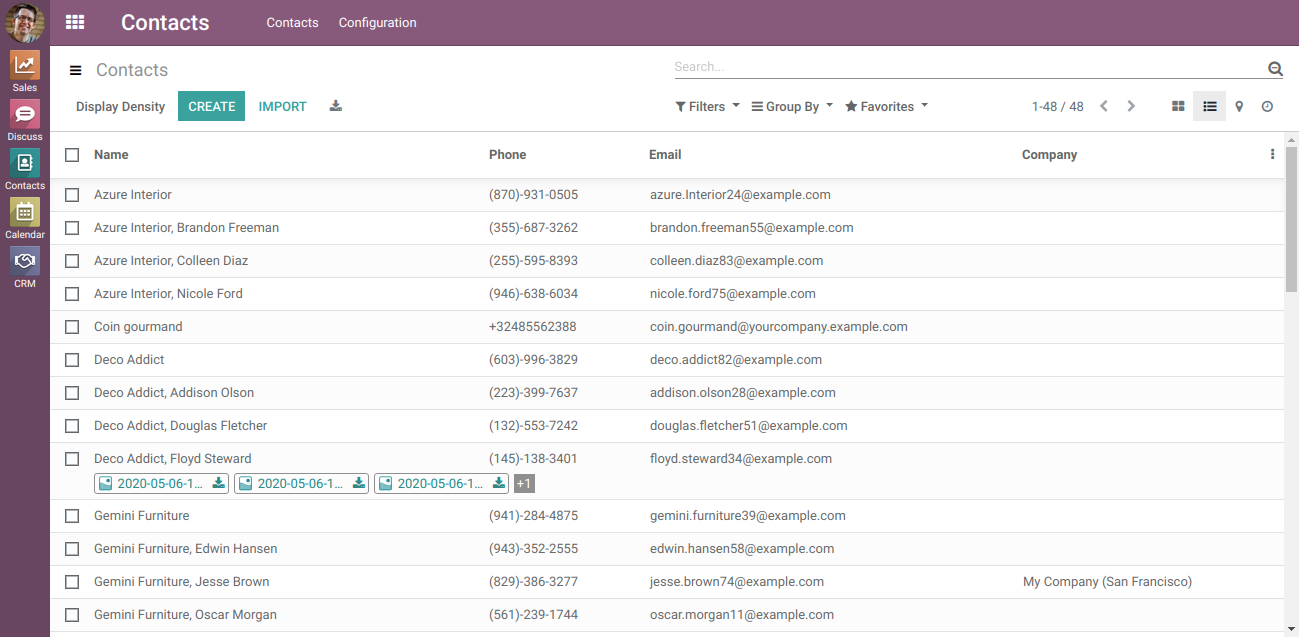 Contacts Contacts Configuration
Sales
Discuss
Contacts
Calendar
CRM
Contacts Search...
Display Density CREATE IMPORT Filters Group By Favorites 1-48 / 48
Name Phone Email Company
Azure Interior (870)-931-0505 azure.Interior24@example.com
Azure Interior, Brandon Freeman (355)-687-3262 brandon.freeman55@example.com
Azure Interior, Colleen Diaz (255)-595-8393 colleen.diaz83@example.com
Azure Interior, Nicole Ford (946)-638-6034 nicole.ford75@example.com
Coin gourmand +32485562388 coin.gourmand@yourcompany.example.com
Deco Addict (603)-996-3829 deco.addict82@example.com
Deco Addict, Addison Olson (223)-399-7637 addison.olson28@example.com
Deco Addict, Douglas Fletcher (132)-553-7242 douglas.fletcher51@example.com
Deco Addict, Floyd Steward (145)-138-3401 floyd.steward34@example.com
2020-05-06-1... 2020-05-06-1... 2020-05-06-1... +1
Gemini Furniture (941)-284-4875 gemini.furniture39@example.com
Gemini Furniture, Edwin Hansen (943)-352-2555 edwin.hansen58@example.com
Gemini Furniture, Jesse Brown (829)-386-3277 jesse.brown74@example.com My Company (San Francisco)
Gemini Furniture, Oscar Morgan (561)-239-1744 oscar.morgan11@example.com